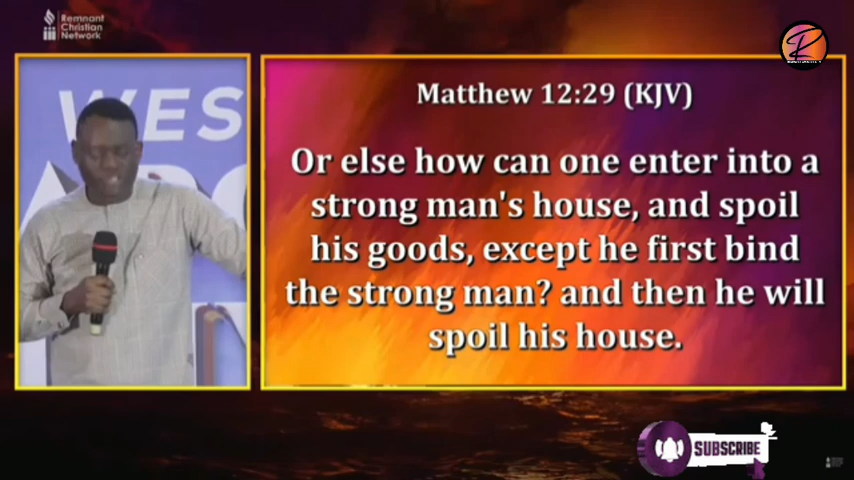 Remnant
Christian
Network
WES
Matthew 12:29 (KJV)
Or else how can one enter into a
strong man's house, and spoil
his goods, except he first bind
the strong man? and then he will
spoil his house.
SUBSCRIBE